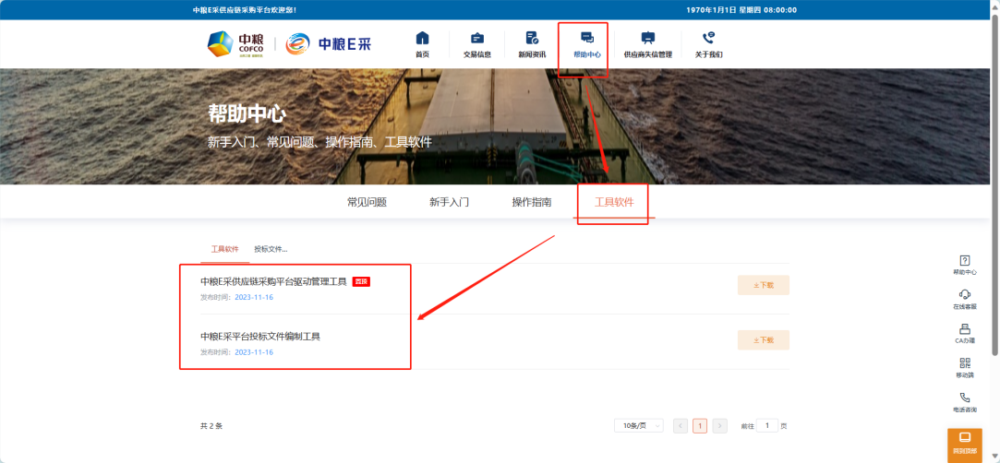 中粮E采供应链采购平台欢迎您！
1970年1月1日 星期四 08:00:00
中粮
COFCO
中粮E采
首页
交易信息
新闻资讯
帮助中心
供应商失信管理
关于我们
帮助中心
新手入门、常见问题、操作指南、工具软件
常见问题
新手入门
操作指南
工具软件
工具软件
投标文件...
中粮E采供应链采购平台驱动管理工具 置顶
发布时间：2023-11-16
下载
中粮E采平台投标文件编制工具
发布时间：2023-11-16
下载
帮助中心
在线客服
CA办理
移动端
电话咨询
回到顶部
共 2 条
10条/页
1
前往 1 页